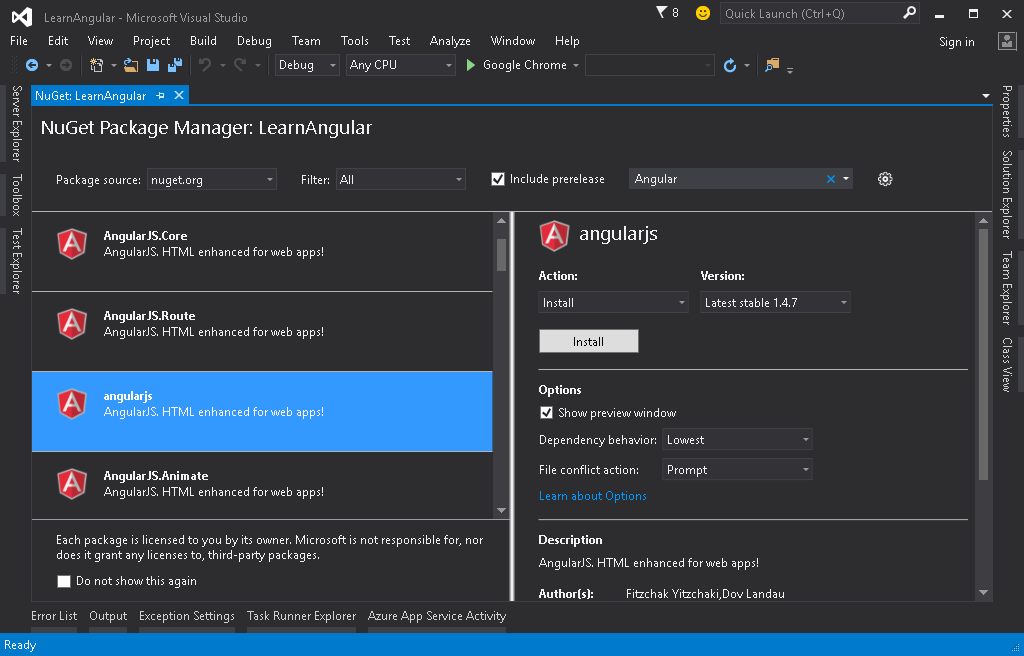 LearnAngular - Microsoft Visual Studio
8
Quick Launch (Ctrl+Q)
File Edit View Project Build Debug Team Tools Test Analyze Window Help
Sign in
Debug Any CPU Google Chrome
NuGet: LearnAngular
Server Explorer
Toolbox
Test Explorer
NuGet Package Manager: LearnAngular
Package source: nuget.org Filter: All Include prerelease Angular
AngularJS.Core
AngularJS. HTML enhanced for web apps!
AngularJS.Route
AngularJS. HTML enhanced for web apps!
angularjs
AngularJS. HTML enhanced for web apps!
AngularJS.Animate
AngularJS. HTML enhanced for web apps!
Each package is licensed to you by its owner. Microsoft is not responsible for, nor
does it grant any licenses to, third-party packages.
Do not show this again
angularjs
Action: Version:
Install Latest stable 1.4.7
Install
Options
Show preview window
Dependency behavior: Lowest
File conflict action: Prompt
Learn about Options
Description
AngularJS. HTML enhanced for web apps!
Author(s): Fitzchak Yitzchaki,Dov Landau
Properties
Solution Explorer
Team Explorer
Class View
Error List Output Exception Settings Task Runner Explorer Azure App Service Activity
Ready